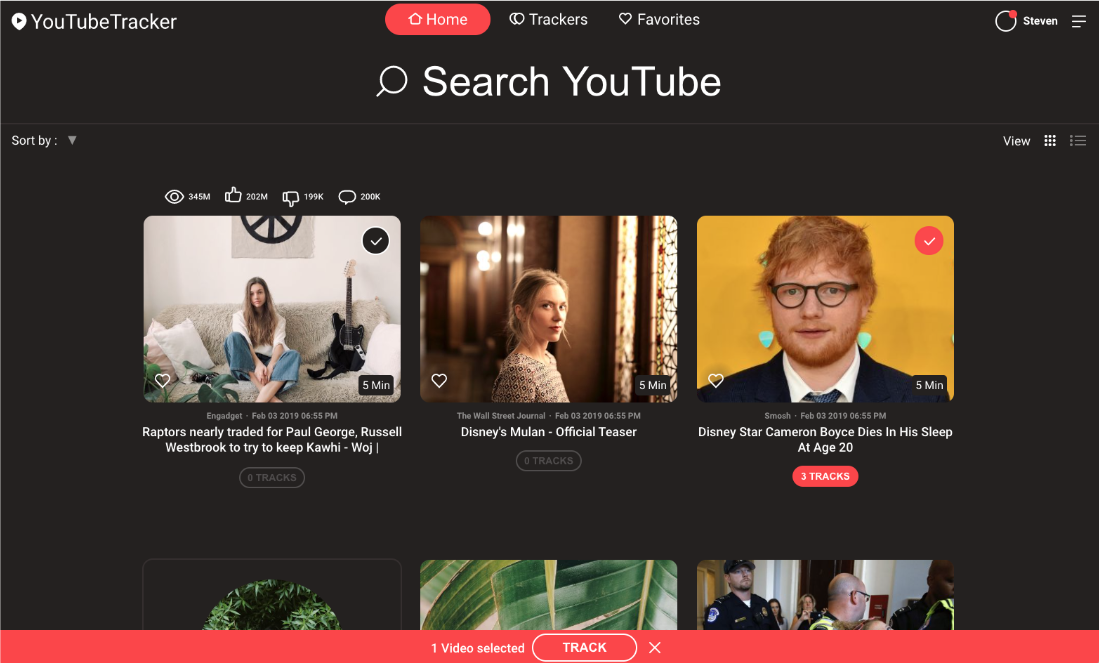 YouTubeTracker
Home
Trackers
Favorites
Steven
Search YouTube
Sort by :
View
345M
202M
199K
200K
5 Min
5 Min
5 Min
Engadget - Feb 03 2019 06:55 PM
Raptors nearly traded for Paul George, Russell
Westbrook to try to keep Kawhi - Woj |
0 TRACKS
The Wall Street Journal - Feb 03 2019 06:55 PM
Disney's Mulan - Official Teaser
0 TRACKS
Smosh - Feb 03 2019 06:55 PM
Disney Star Cameron Boyce Dies In His Sleep
At Age 20
3 TRACKS
1 Video selected
TRACK